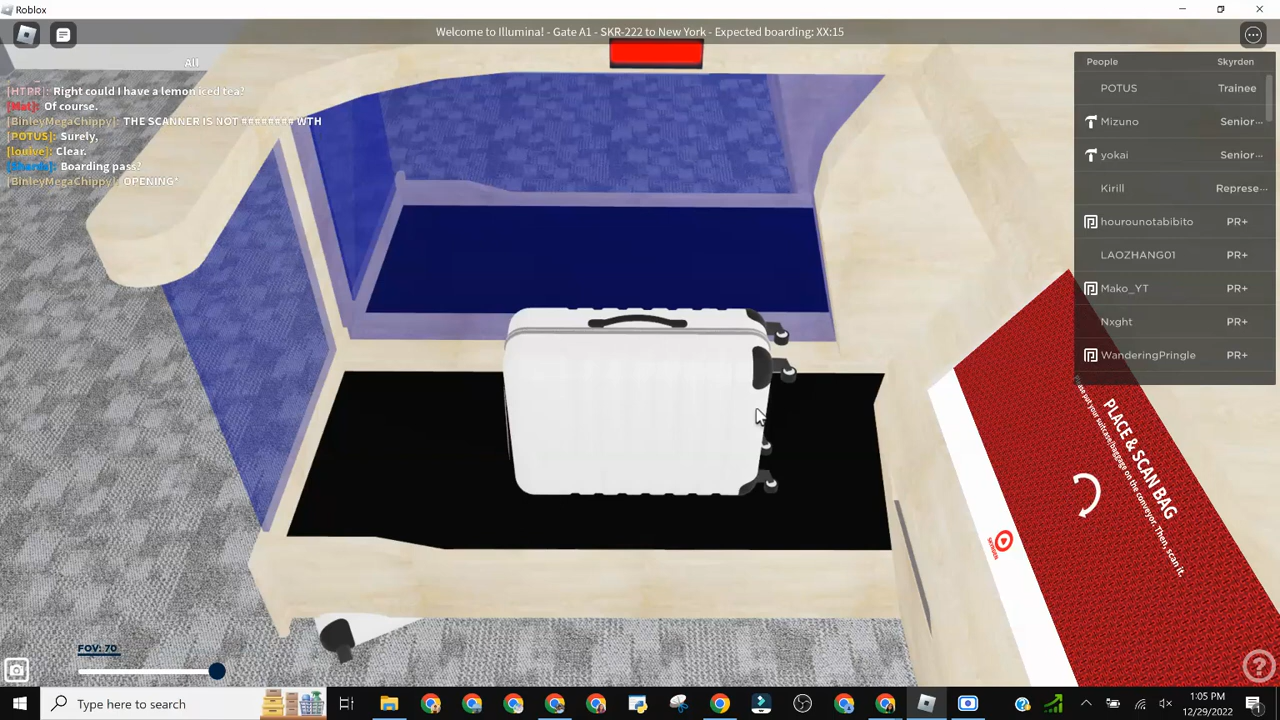 Roblox
Welcome to Illumina! - Gate A1 - SKR-222 to New York - Expected boarding: XX:15
All
[HTPR]: Right could I have a lemon iced tea?
[Mat]: Of course.
[BinleyMegaChippy]: THE SCANNER IS NOT ######## WTH
[POTUS]: Surely,
[louive]: Clear.
Boarding pass?
[BinleyMegaChippy]: OPENING*
People Skyrden
POTUS Trainee
Mizuno Senior...
yokai Senior...
Kirill Represe...
hourounotabibito PR+
LAOZHANG01 PR+
Mako_YT PR+
Nxght PR+
WanderingPringle PR+
PLACE & SCAN BAG
Please put your suitcase/baggage on the conveyor. Then, scan it.
SKYRDEN
FOV: 70
?
Type here to search
1:05 PM
12/29/2022